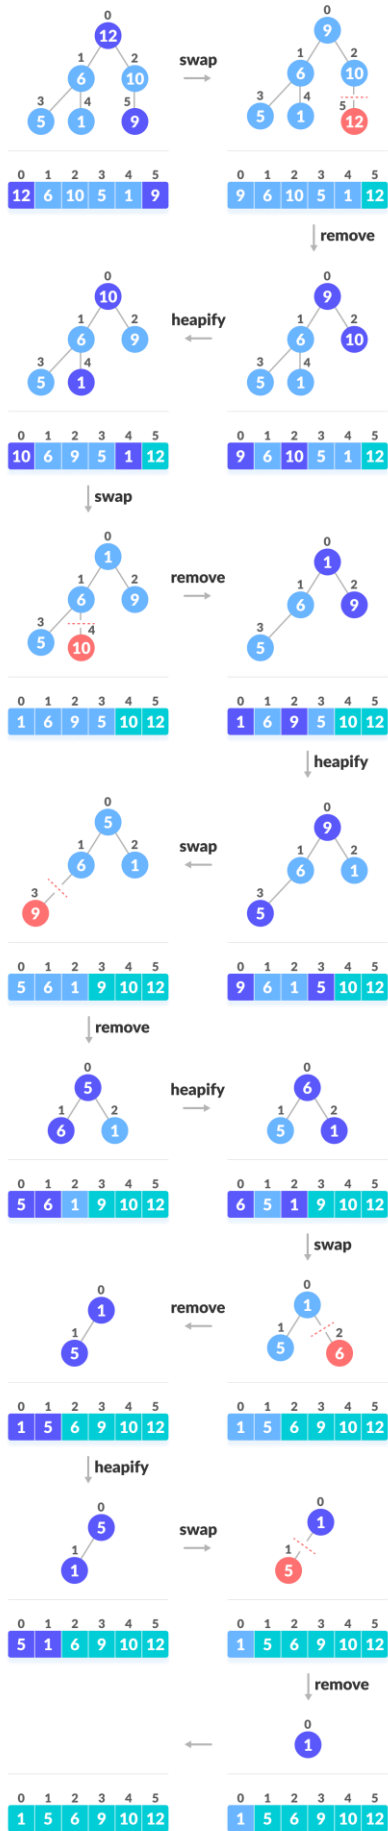 0 0
12 swap 9
1 2 1 2
6 10 6 10
3 4 5 3 4 5
5 1 9 5 1 12
0 1 2 3 4 5 0 1 2 3 4 5
12 6 10 5 1 9 9 6 10 5 1 12
remove
0 0
10 heapify 9
1 2 1 2
6 9 6 10
3 4 3 4
5 1 5 1
0 1 2 3 4 5 0 1 2 3 4 5
10 6 9 5 1 12 9 6 10 5 1 12
swap
0 0
1 remove 1
1 2 1 2
6 9 6 9
3 4 3
5 10 5
0 1 2 3 4 5 0 1 2 3 4 5
1 6 9 5 10 12 1 6 9 5 10 12
heapify
0 0
5 swap 9
1 2 1 2
6 1 6 1
3 3
9 5
0 1 2 3 4 5 0 1 2 3 4 5
5 6 1 9 10 12 9 6 1 5 10 12
remove
0 0
5 heapify 6
1 2 1 2
6 1 5 1
0 1 2 3 4 5 0 1 2 3 4 5
5 6 1 9 10 12 6 5 1 9 10 12
swap
0 0
1 remove 1
1 1 2
5 5 6
0 1 2 3 4 5 0 1 2 3 4 5
1 5 6 9 10 12 1 5 6 9 10 12
heapify
0 0
5 swap 1
1 1
1 5
0 1 2 3 4 5 0 1 2 3 4 5
5 1 6 9 10 12 1 5 6 9 10 12
remove
0
1
0 1 2 3 4 5 0 1 2 3 4 5
1 5 6 9 10 12 1 5 6 9 10 12